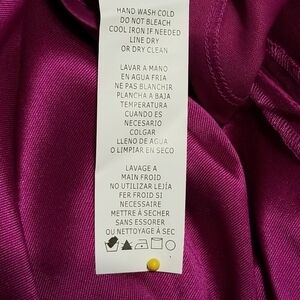 HAND WASH COLD
DO NOT BLEACH
COOL IRON IF NEEDED
LINE DRY
OR DRY CLEAN
LAVAR A MANO
EN AGUA FRIA
NE PAS BLANCHIR
PLANCHA A BAJA
TEMPERATURA
CUANDO ES
NECESARIO
COLGAR
LLENO DE AGUA
O LIMPIAR EN SECO
LAVAGE A
MAIN FROID
NO UTILIZAR LEJÍA
FER FROID SI
NECESSAIRE
METTRE À SECHER
SANS ESSORER
OU NETTOYAGE À SEC